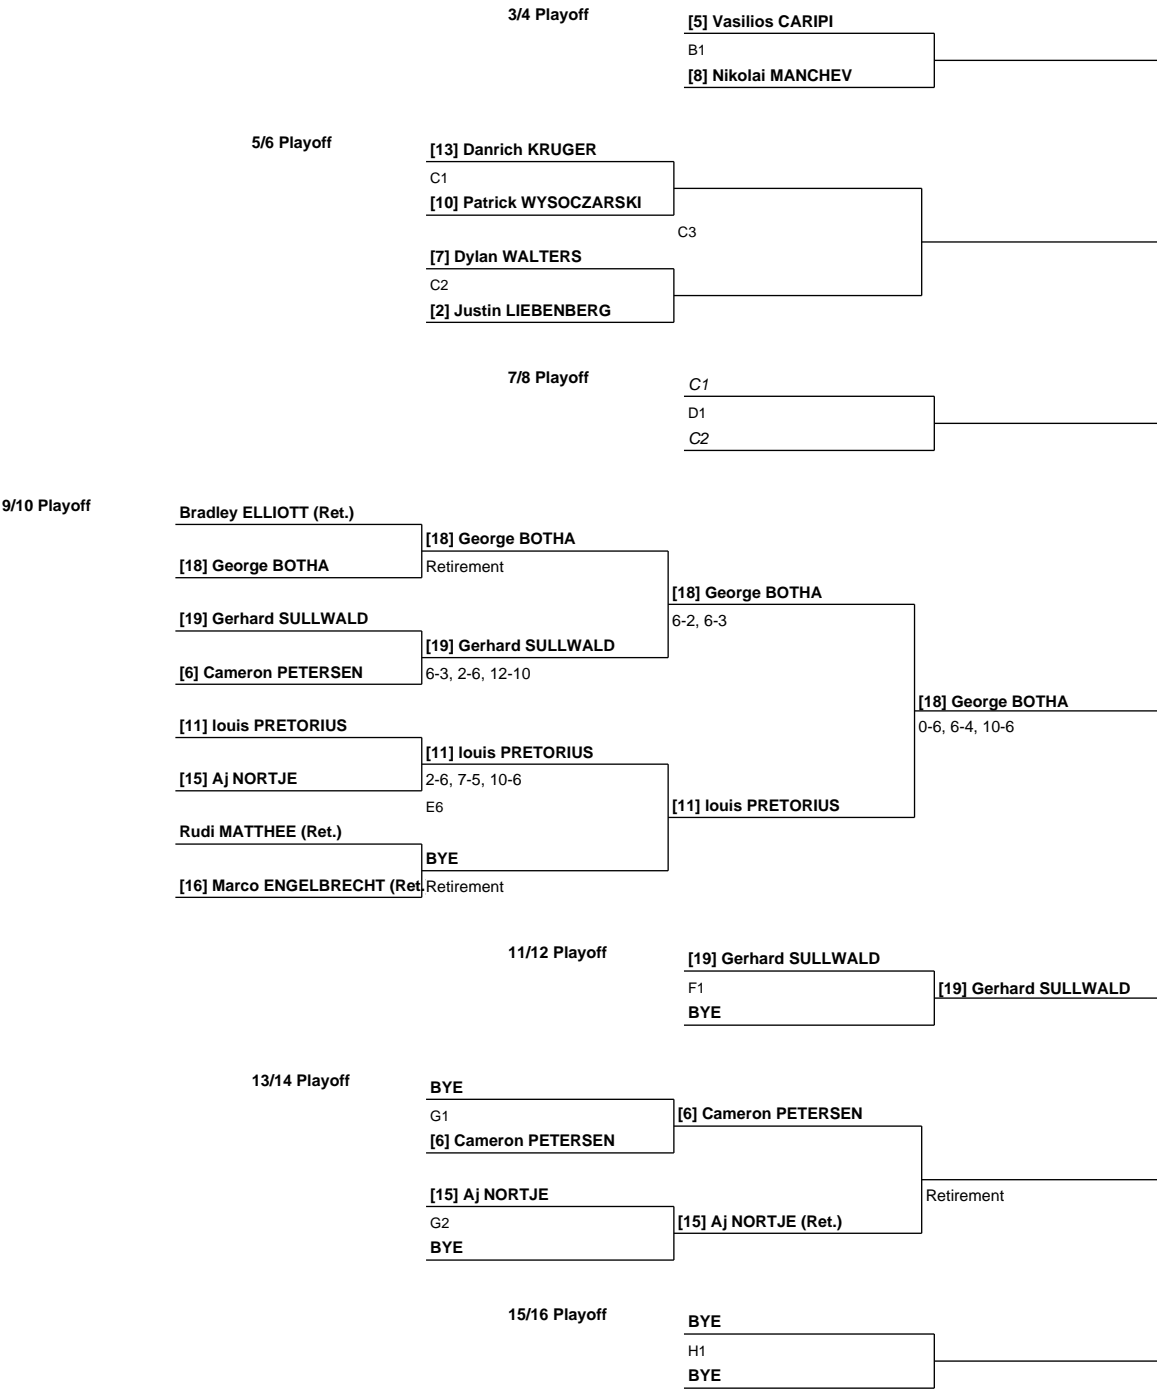 3/4 Playoff
[5] Vasilios CARIPI
B1
[8] Nikolai MANCHEV
5/6 Playoff
[13] Danrich KRUGER
C1
[10] Patrick WYSOCZARSKI
C3
[7] Dylan WALTERS
C2
[2] Justin LIEBENBERG
7/8 Playoff
C1
D1
C2
9/10 Playoff
Bradley ELLIOTT (Ret.)
[18] George BOTHA
[18] George BOTHA
Retirement
[18] George BOTHA
[19] Gerhard SULLWALD
6-2, 6-3
[19] Gerhard SULLWALD
[6] Cameron PETERSEN
6-3, 2-6, 12-10
[18] George BOTHA
[11] louis PRETORIUS
0-6, 6-4, 10-6
[11] louis PRETORIUS
[15] Aj NORTJE
2-6, 7-5, 10-6
E6
[11] louis PRETORIUS
Rudi MATTHEE (Ret.)
BYE
[16] Marco ENGELBRECHT (Ret.
Retirement
11/12 Playoff
[19] Gerhard SULLWALD
F1
[19] Gerhard SULLWALD
BYE
13/14 Playoff
BYE
G1
[6] Cameron PETERSEN
[6] Cameron PETERSEN
[15] Aj NORTJE
Retirement
G2
[15] Aj NORTJE (Ret.)
BYE
15/16 Playoff
BYE
H1
BYE